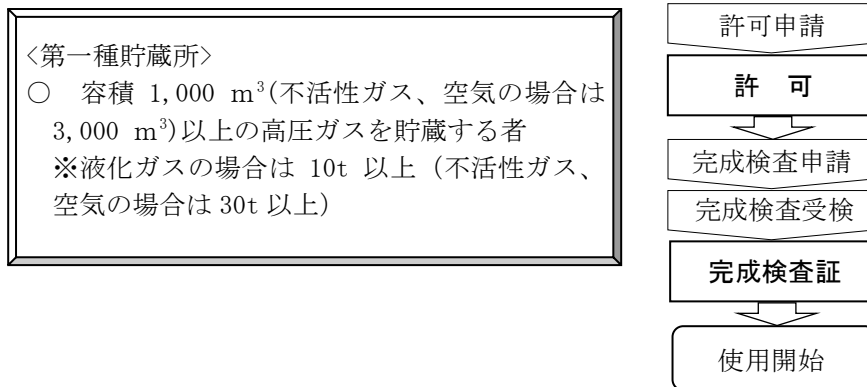 <第一種貯蔵所>
○ 容積 1,000 m³(不活性ガス、空気の場合は
3,000 m³)以上の高圧ガスを貯蔵する者
※液化ガスの場合は 10t 以上（不活性ガス、
空気の場合は 30t 以上）
許可申請
許 可
完成検査申請
完成検査受検
完成検査証
使用開始